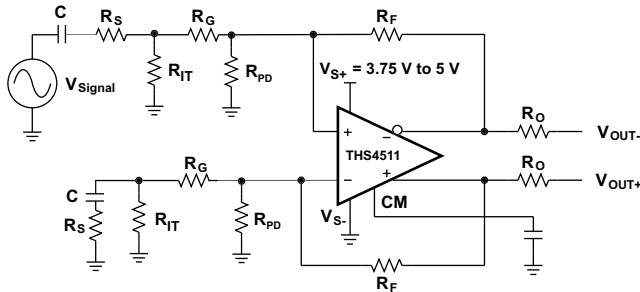 C
R_S
R_G
R_F
V_Signal
R_IT
R_PD
V_S+ = 3.75 V to 5 V
+
−
THS4511
R_O
V_OUT-
R_G
−
+
R_O
V_OUT+
C
R_S
R_IT
R_PD
V_S-
CM
R_F